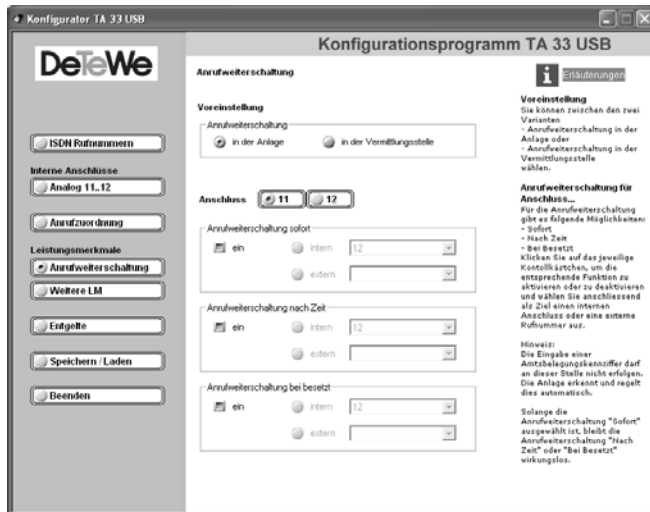 Konfigurator TA 33 USB
DeTeWe
Konfigurationsprogramm TA 33 USB
ISDN Rufnummern
Interne Anschlüsse
Analog 11..12
Anrufzuordnung
Leistungsmerkmale
Anrufweiterschaltung
Weitere LM
Entgelte
Speichern / Laden
Beenden
Anrufweiterschaltung
Voreinstellung
Anrufweiterschaltung
in der Anlage
in der Vermittlungsstelle
Anschluss
11
12
Anrufweiterschaltung sofort
ein
intern
12
extern
Anrufweiterschaltung nach Zeit
ein
intern
12
extern
Anrufweiterschaltung bei besetzt
ein
intern
12
extern
i
Erläuterungen
Voreinstellung
Sie können zwischen den zwei
Varianten
- Anrufweiterschaltung in der
Anlage oder
- Anrufweiterschaltung in der
Vermittlungsstelle
wählen.
Anrufweiterschaltung für
Anschluss...
Für die Anrufweiterschaltung
gibt es folgende Möglichkeiten:
- Sofort
- Nach Zeit
- Bei Besetzt
Klicken Sie auf das jeweilige
Kontollkästchen, um die
entsprechende Funktion zu
aktivieren oder zu deaktivieren
und wählen Sie anschliessend
als Ziel einen internen
Anschluss oder eine externe
Rufnummer aus.
Hinweis:
Die Eingabe einer
Amtsbelegungskennziffer darf
an dieser Stelle nicht erfolgen.
Die Anlage erkennt und regelt
dies automatisch.
Solange die
Anrufweiterschaltung "Sofort"
ausgewählt ist, bleibt die
Anrufweiterschaltung "Nach
Zeit" oder "Bei Besetzt"
wirkungslos.